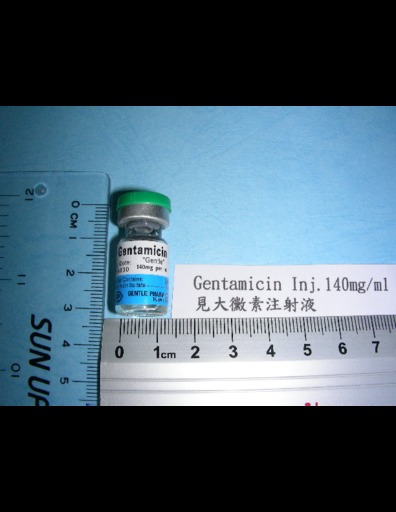 Gentamicin
"Gentle"
140mg per
GENTLE PHARM
Gentamicin Inj.140mg/ml
見大黴素注射液
0 CM 1 2 3 4 5
SUN UP
0 1cm 2 3 4 5 6 7